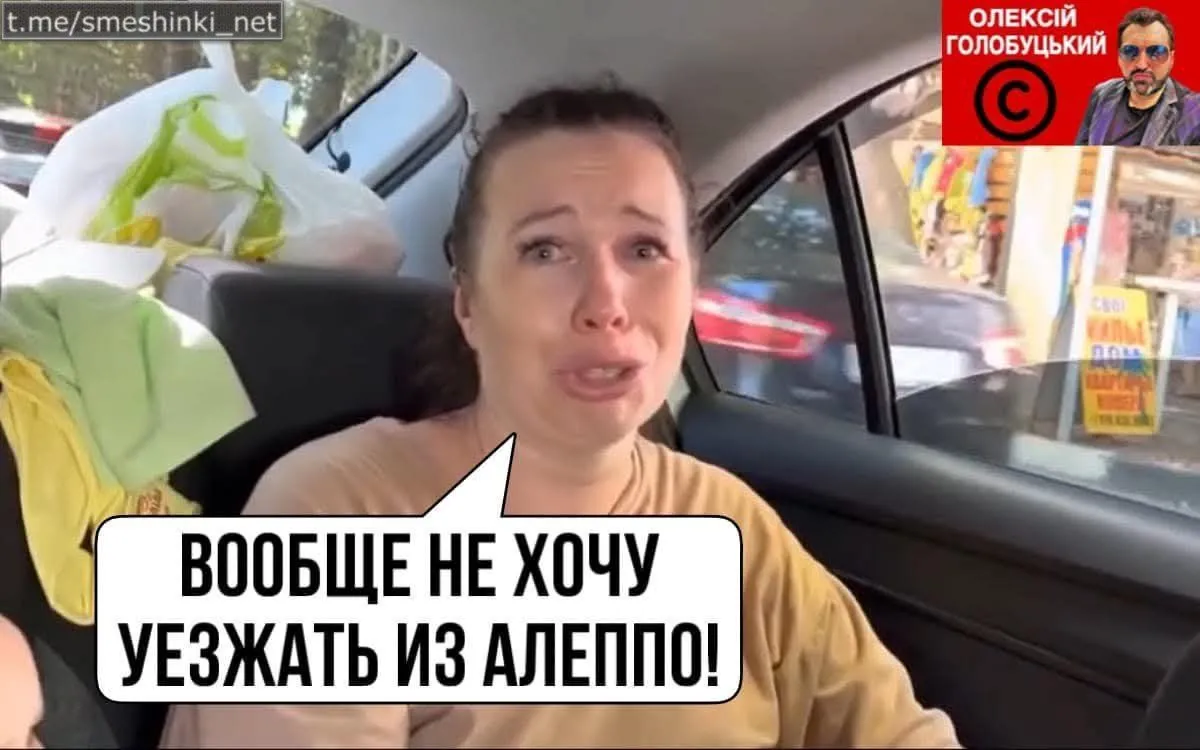 t.me/smeshinki_net
ОЛЕКСІЙ
ГОЛОБУЦЬКИЙ
©
ВООБЩЕ НЕ ХОЧУ
УЕЗЖАТЬ ИЗ АЛЕППО!